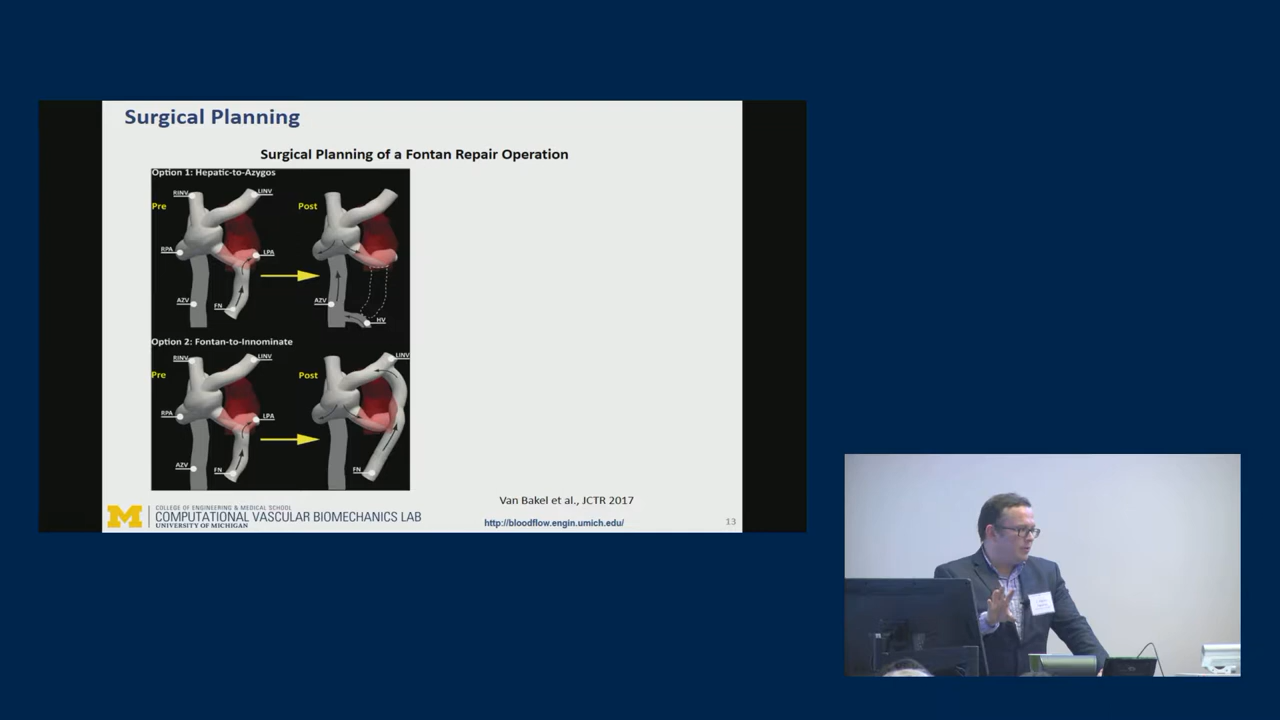 Surgical Planning
Surgical Planning of a Fontan Repair Operation
Option 1: Hepatic-to-Azygos
RINV
LINV
Pre
Post
RPA
LPA
AZV
FN
AZV
HV
Option 2: Fontan-to-Innominate
RINV
LINV
LINV
Pre
Post
RPA
LPA
AZV
FN
FN
Van Bakel et al., JCTR 2017
M
COLLEGE OF ENGINEERING & MEDICAL SCHOOL
COMPUTATIONAL VASCULAR BIOMECHANICS LAB
UNIVERSITY OF MICHIGAN
http://bloodflow.engin.umich.edu/
13